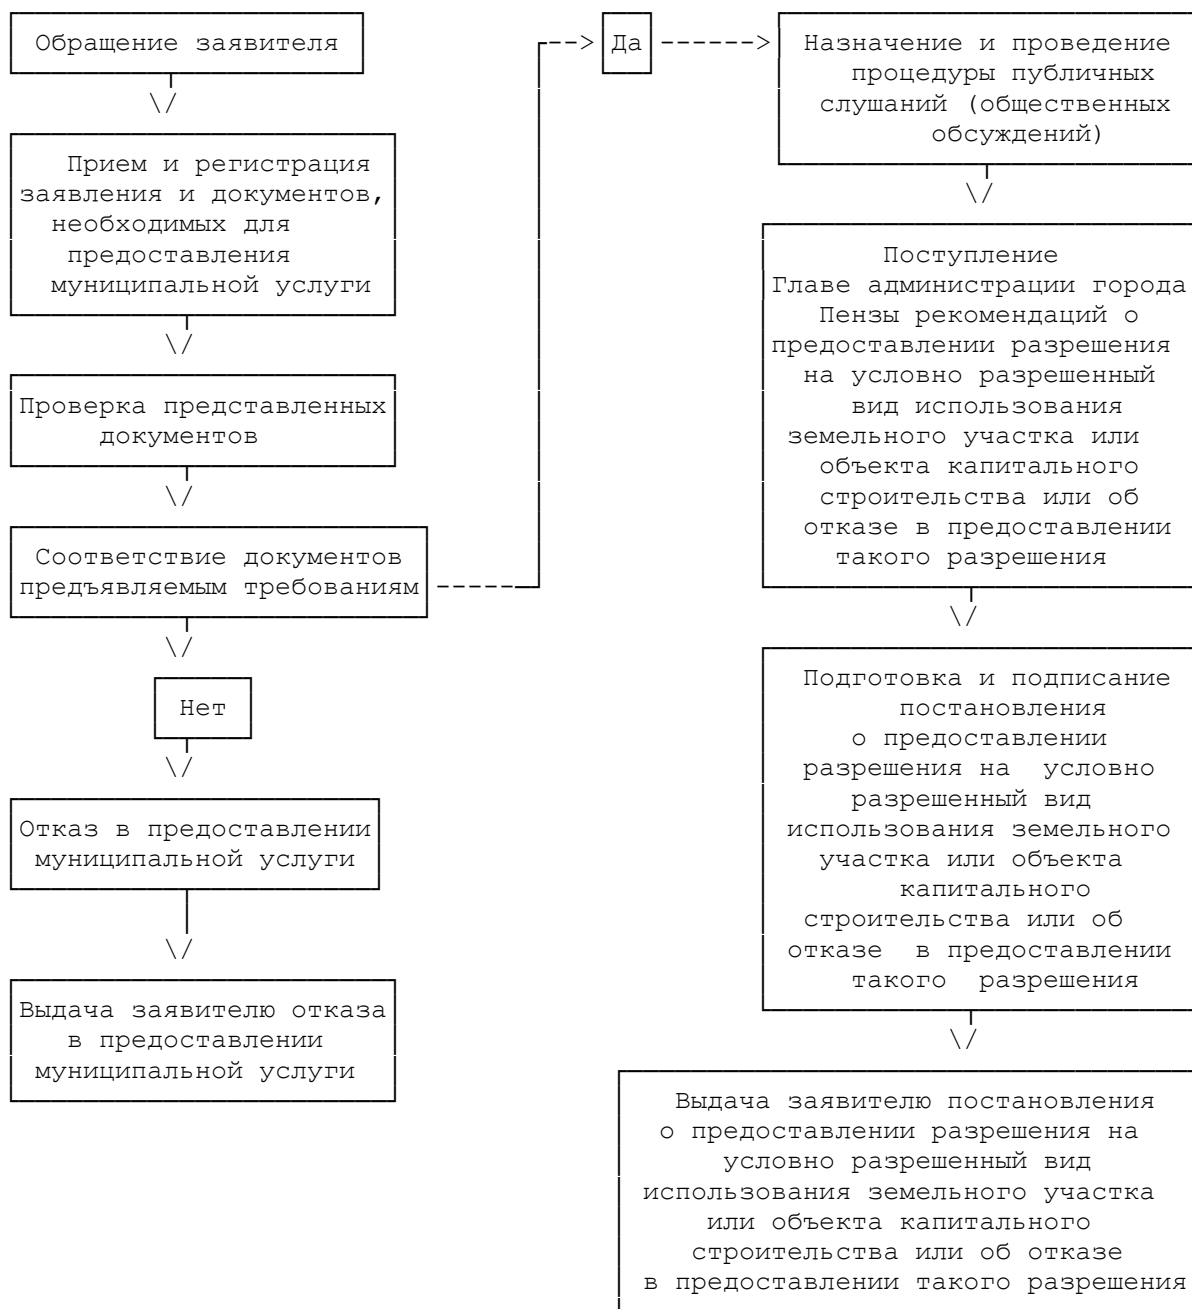 Обращение заявителя
Прием и регистрация
заявления и документов,
необходимых для
предоставления
муниципальной услуги
Проверка представленных
документов
Соответствие документов
предъявляемым требованиям
Нет
Отказ в предоставлении
муниципальной услуги
Выдача заявителю отказа
в предоставлении
муниципальной услуги
Да
Назначение и проведение
процедуры публичных
слушаний (общественных
обсуждений)
Поступление
Главе администрации города
Пензы рекомендаций о
предоставлении разрешения
на условно разрешенный
вид использования
земельного участка или
объекта капитального
строительства или об
отказе в предоставлении
такого разрешения
Подготовка и подписание
постановления
о предоставлении
разрешения на условно
разрешенный вид
использования земельного
участка или объекта
капитального
строительства или об
отказе в предоставлении
такого разрешения
Выдача заявителю постановления
о предоставлении разрешения на
условно разрешенный вид
использования земельного участка
или объекта капитального
строительства или об отказе
в предоставлении такого разрешения